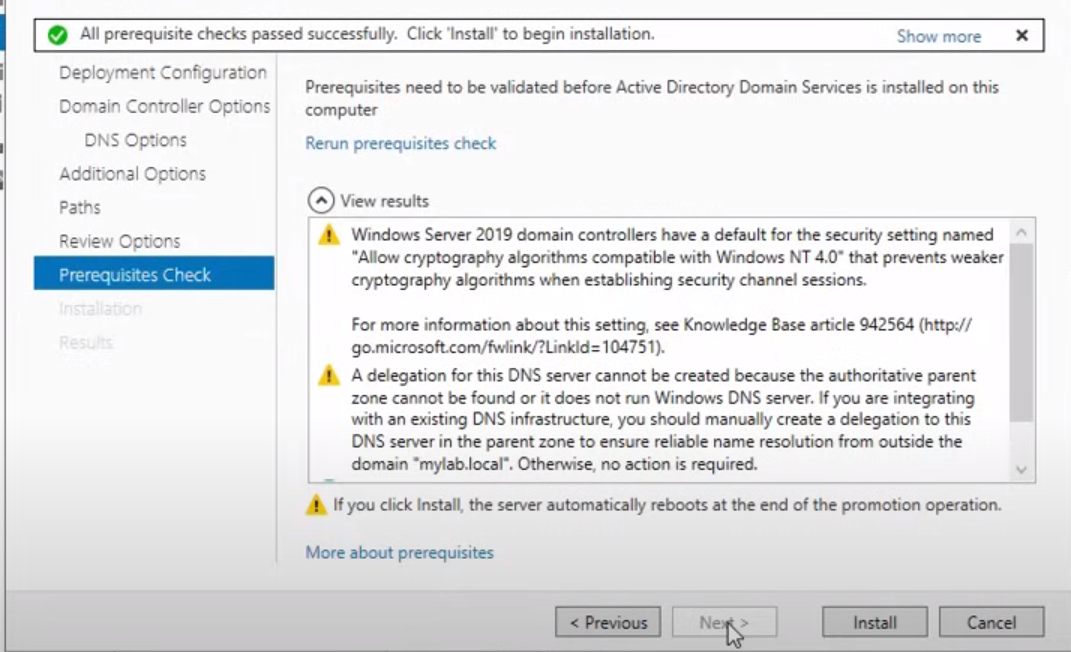 All prerequisite checks passed successfully.  Click 'Install' to begin installation.
Show more
Deployment Configuration
Domain Controller Options
DNS Options
Additional Options
Paths
Review Options
Prerequisites Check
Installation
Results
Prerequisites need to be validated before Active Directory Domain Services is installed on this
computer
Rerun prerequisites check
View results
Windows Server 2019 domain controllers have a default for the security setting named
"Allow cryptography algorithms compatible with Windows NT 4.0" that prevents weaker
cryptography algorithms when establishing security channel sessions.
For more information about this setting, see Knowledge Base article 942564 (http://
go.microsoft.com/fwlink/?LinkId=104751).
A delegation for this DNS server cannot be created because the authoritative parent
zone cannot be found or it does not run Windows DNS server. If you are integrating
with an existing DNS infrastructure, you should manually create a delegation to this
DNS server in the parent zone to ensure reliable name resolution from outside the
domain "mylab.local". Otherwise, no action is required.
If you click Install, the server automatically reboots at the end of the promotion operation.
More about prerequisites
< Previous
Next >
Install
Cancel